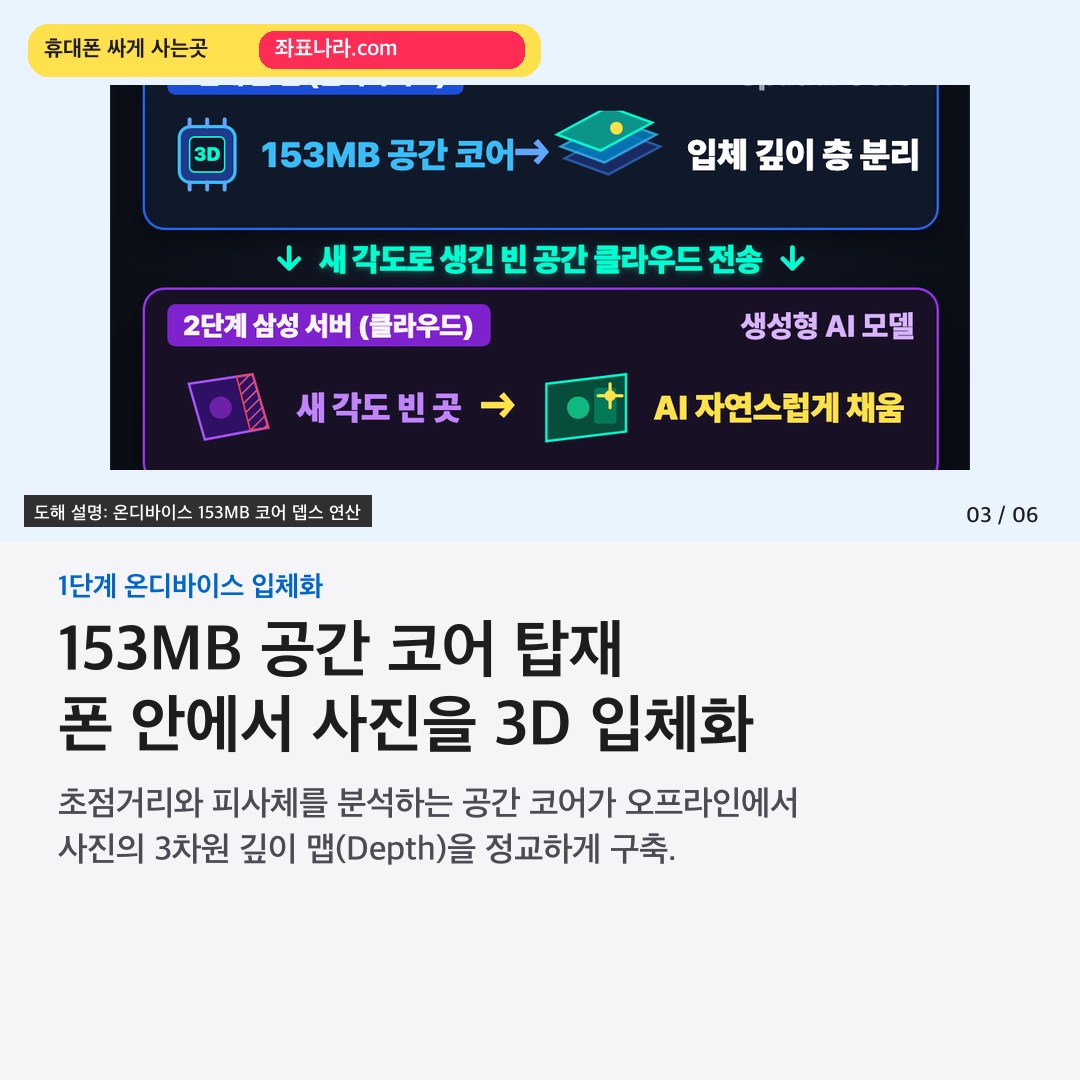 휴대폰 싸게 사는곳
좌표나라.com
3D
153MB 공간 코어→
입체 깊이 층 분리
↓ 새 각도로 생긴 빈 공간 클라우드 전송 ↓
2단계 삼성 서버 (클라우드)
생성형 AI 모델
새 각도 빈 곳 →
AI 자연스럽게 채움
도해 설명: 온디바이스 153MB 코어 뎁스 연산
03 / 06
1단계 온디바이스 입체화
153MB 공간 코어 탑재
폰 안에서 사진을 3D 입체화
초점거리와 피사체를 분석하는 공간 코어가 오프라인에서
사진의 3차원 깊이 맵(Depth)을 정교하게 구축.